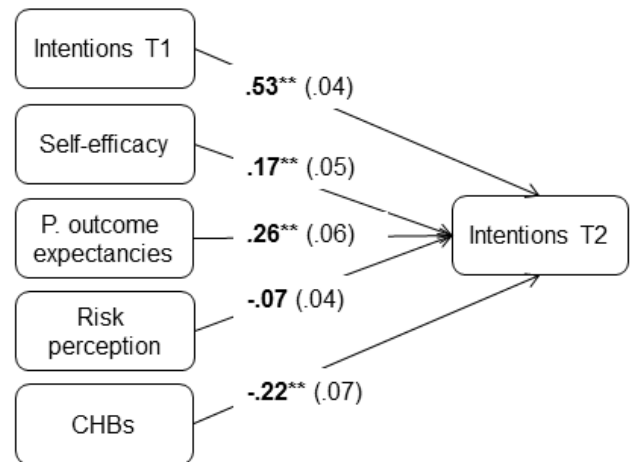 Intentions T1
.53** (.04)
Self-efficacy
.17** (.05)
P. outcome
expectancies
.26** (.06)
Intentions T2
Risk
perception
-.07 (.04)
CHBs
-.22** (.07)